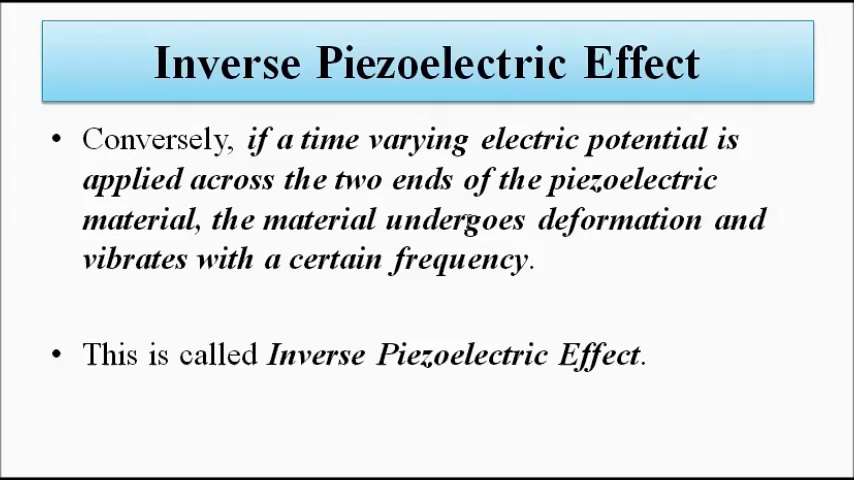 Inverse Piezoelectric Effect
• Conversely, if a time varying electric potential is
applied across the two ends of the piezoelectric
material, the material undergoes deformation and
vibrates with a certain frequency.
• This is called Inverse Piezoelectric Effect.